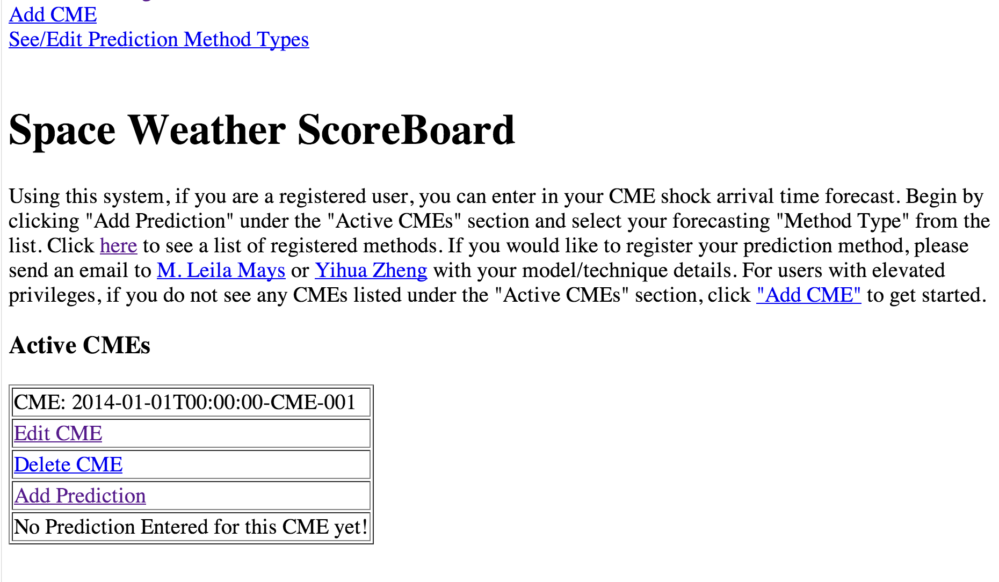 Add CME
See/Edit Prediction Method Types
Space Weather ScoreBoard
Using this system, if you are a registered user, you can enter in your CME shock arrival time forecast. Begin by
clicking "Add Prediction" under the "Active CMEs" section and select your forecasting "Method Type" from the
list. Click here to see a list of registered methods. If you would like to register your prediction method, please
send an email to M. Leila Mays or Yihua Zheng with your model/technique details. For users with elevated
privileges, if you do not see any CMEs listed under the "Active CMEs" section, click "Add CME" to get started.
Active CMEs
CME: 2014-01-01T00:00:00-CME-001
Edit CME
Delete CME
Add Prediction
No Prediction Entered for this CME yet!